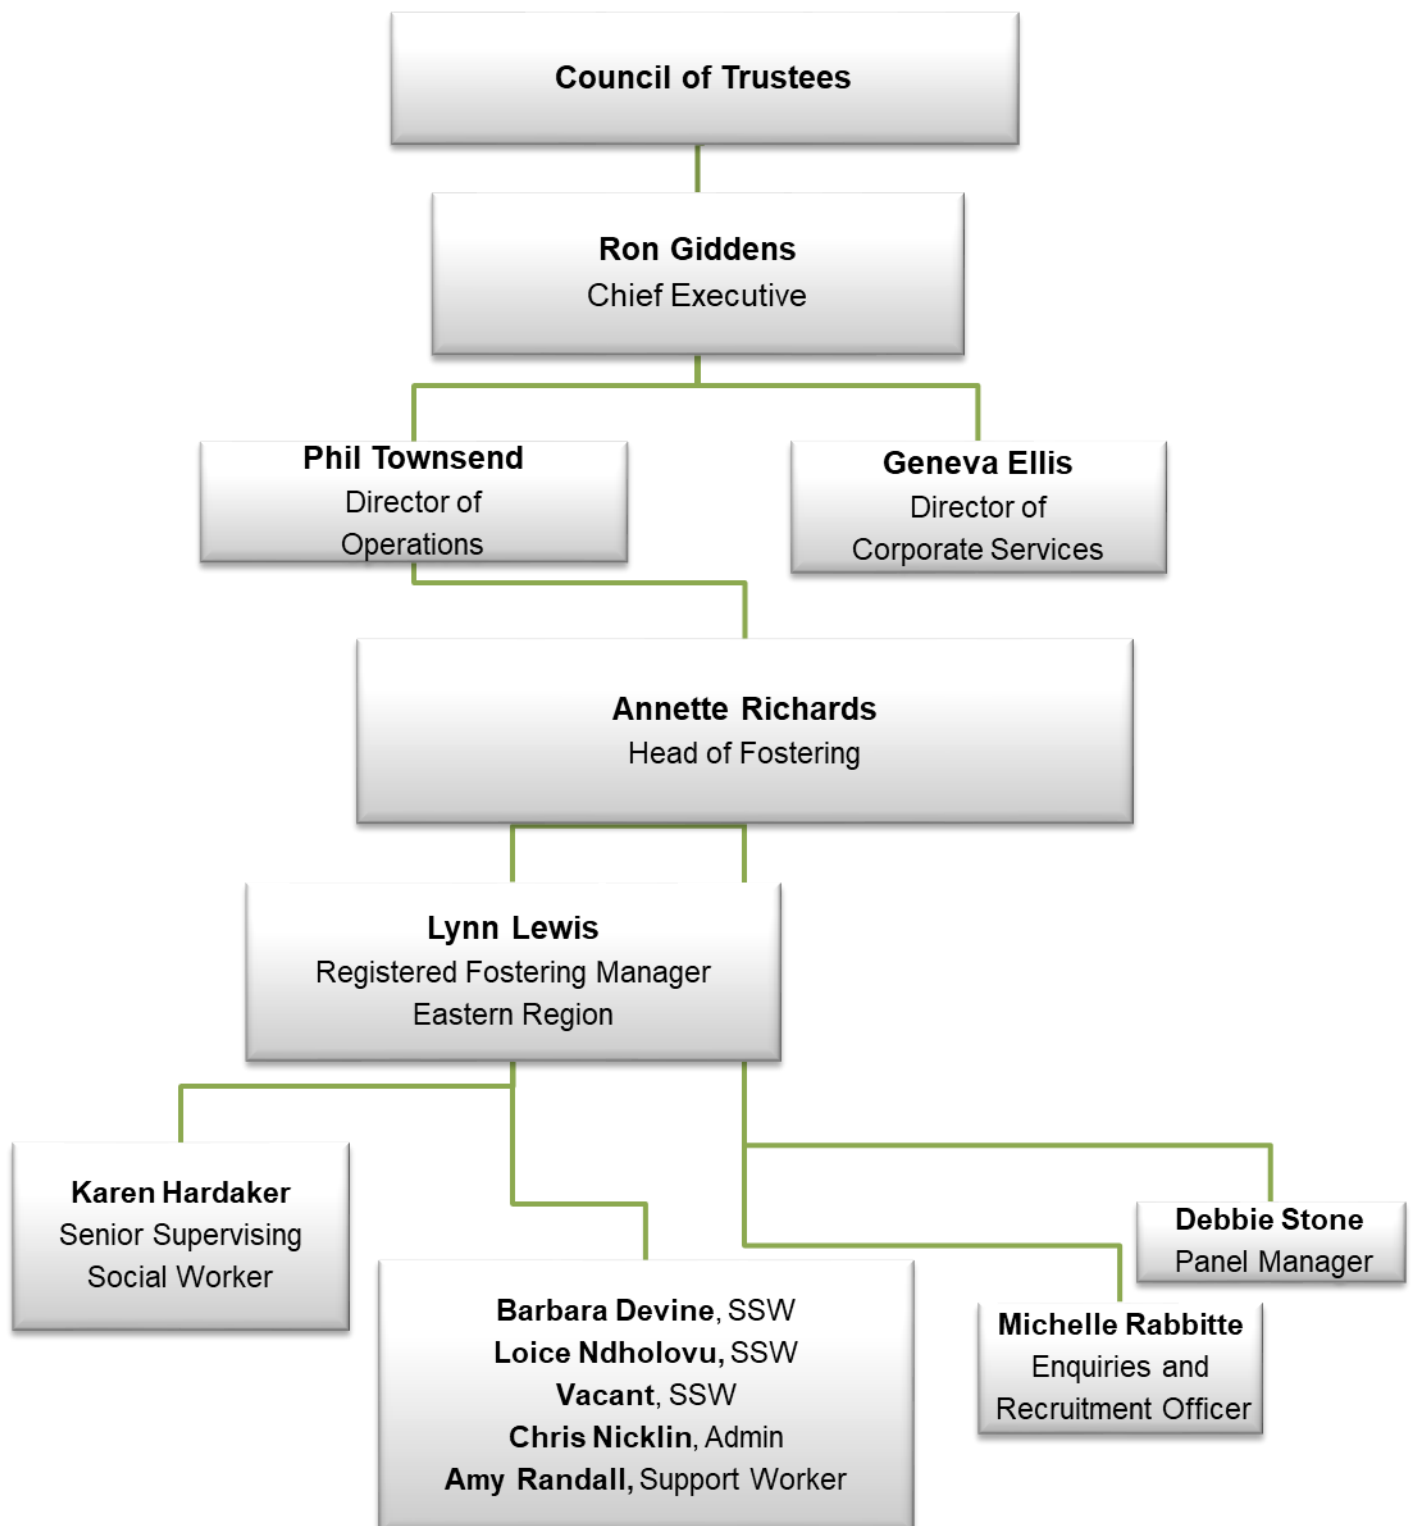 Council of Trustees
Ron Giddens
Chief Executive
Phil Townsend
Director of
Operations
Geneva Ellis
Director of
Corporate Services
Annette Richards
Head of Fostering
Lynn Lewis
Registered Fostering Manager
Eastern Region
Karen Hardaker
Senior Supervising
Social Worker
Barbara Devine, SSW
Loice Ndholovu, SSW
Vacant, SSW
Chris Nicklin, Admin
Amy Randall, Support Worker
Debbie Stone
Panel Manager
Michelle Rabbitte
Enquiries and
Recruitment Officer